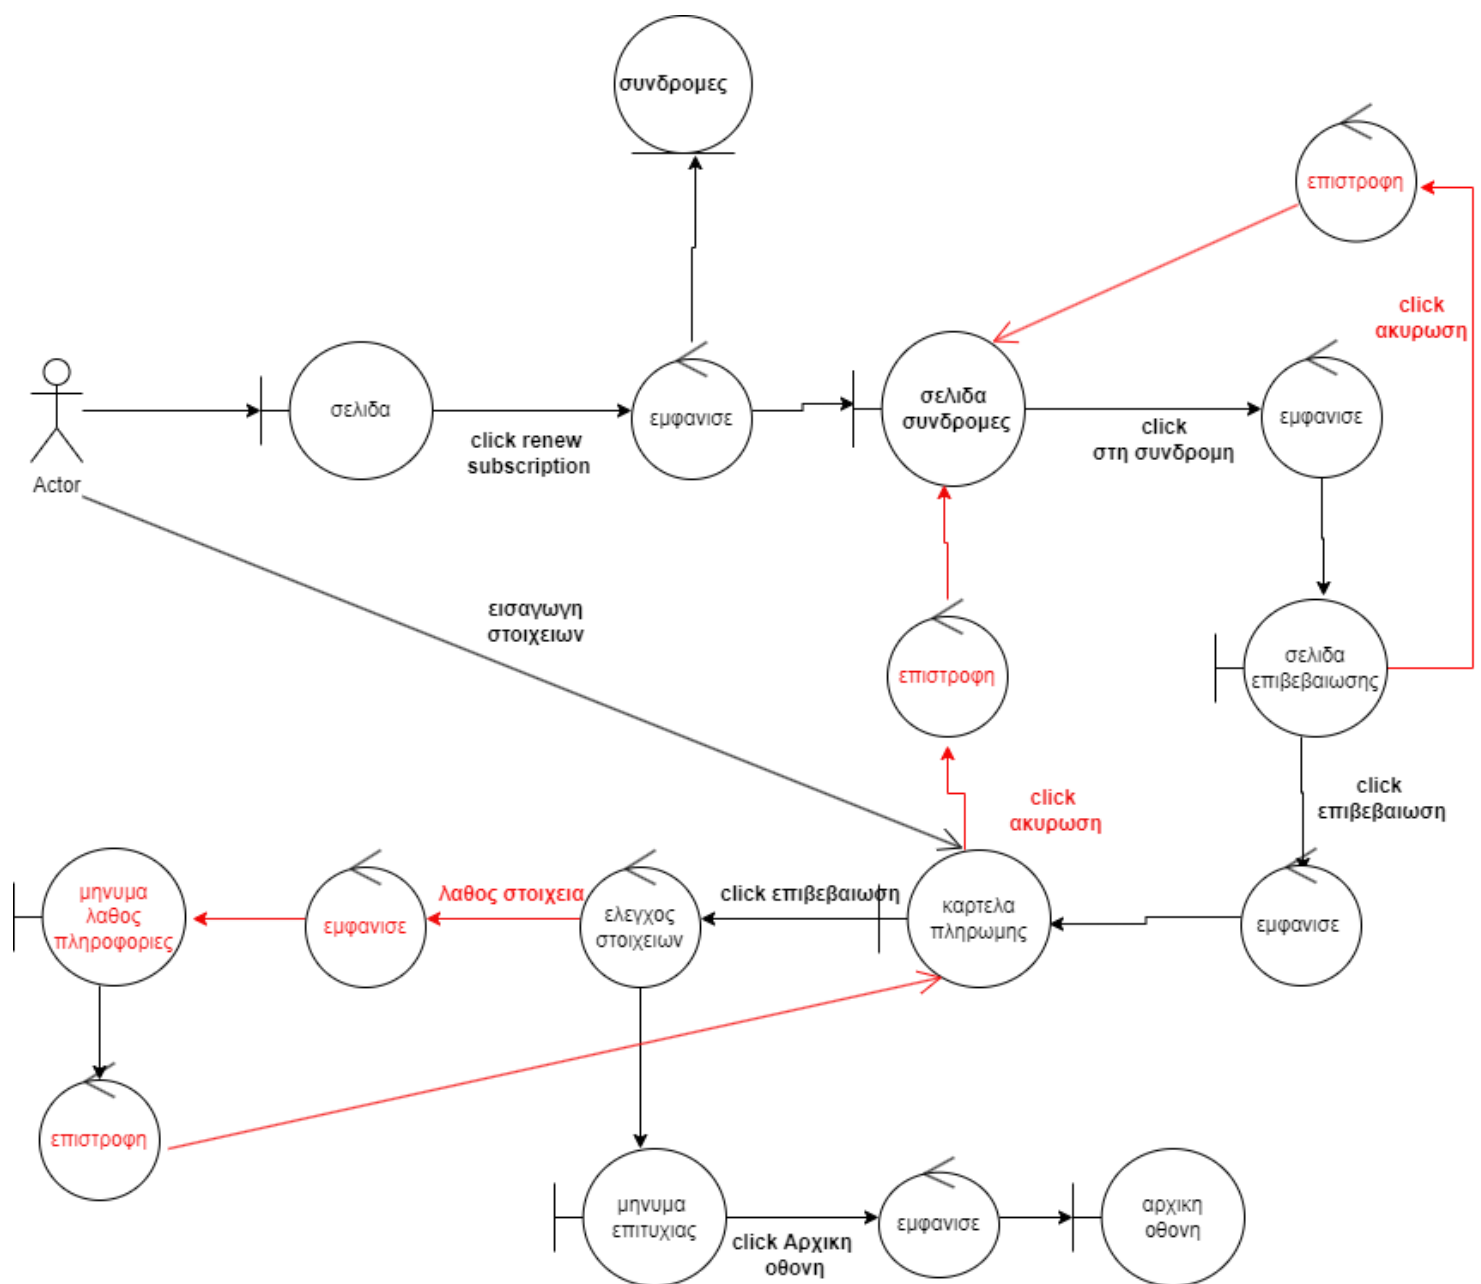 συνδρομες
επιστροφη
click
ακυρωση
σελιδα
click renew
subscription
εμφανισε
σελιδα
συνδρομες
click
στη συνδρομη
εμφανισε
Actor
εισαγωγη
στοιχειων
επιστροφη
σελιδα
επιβεβαιωσης
click
ακυρωση
click
επιβεβαιωση
μηνυμα
λαθος
πληροφοριες
εμφανισε
λαθος στοιχεια
ελεγχος
στοιχειων
click επιβεβαιωση
καρτελα
πληρωμης
εμφανισε
επιστροφη
μηνυμα
επιτυχιας
click Αρχικη
οθονη
εμφανισε
αρχικη
οθονη